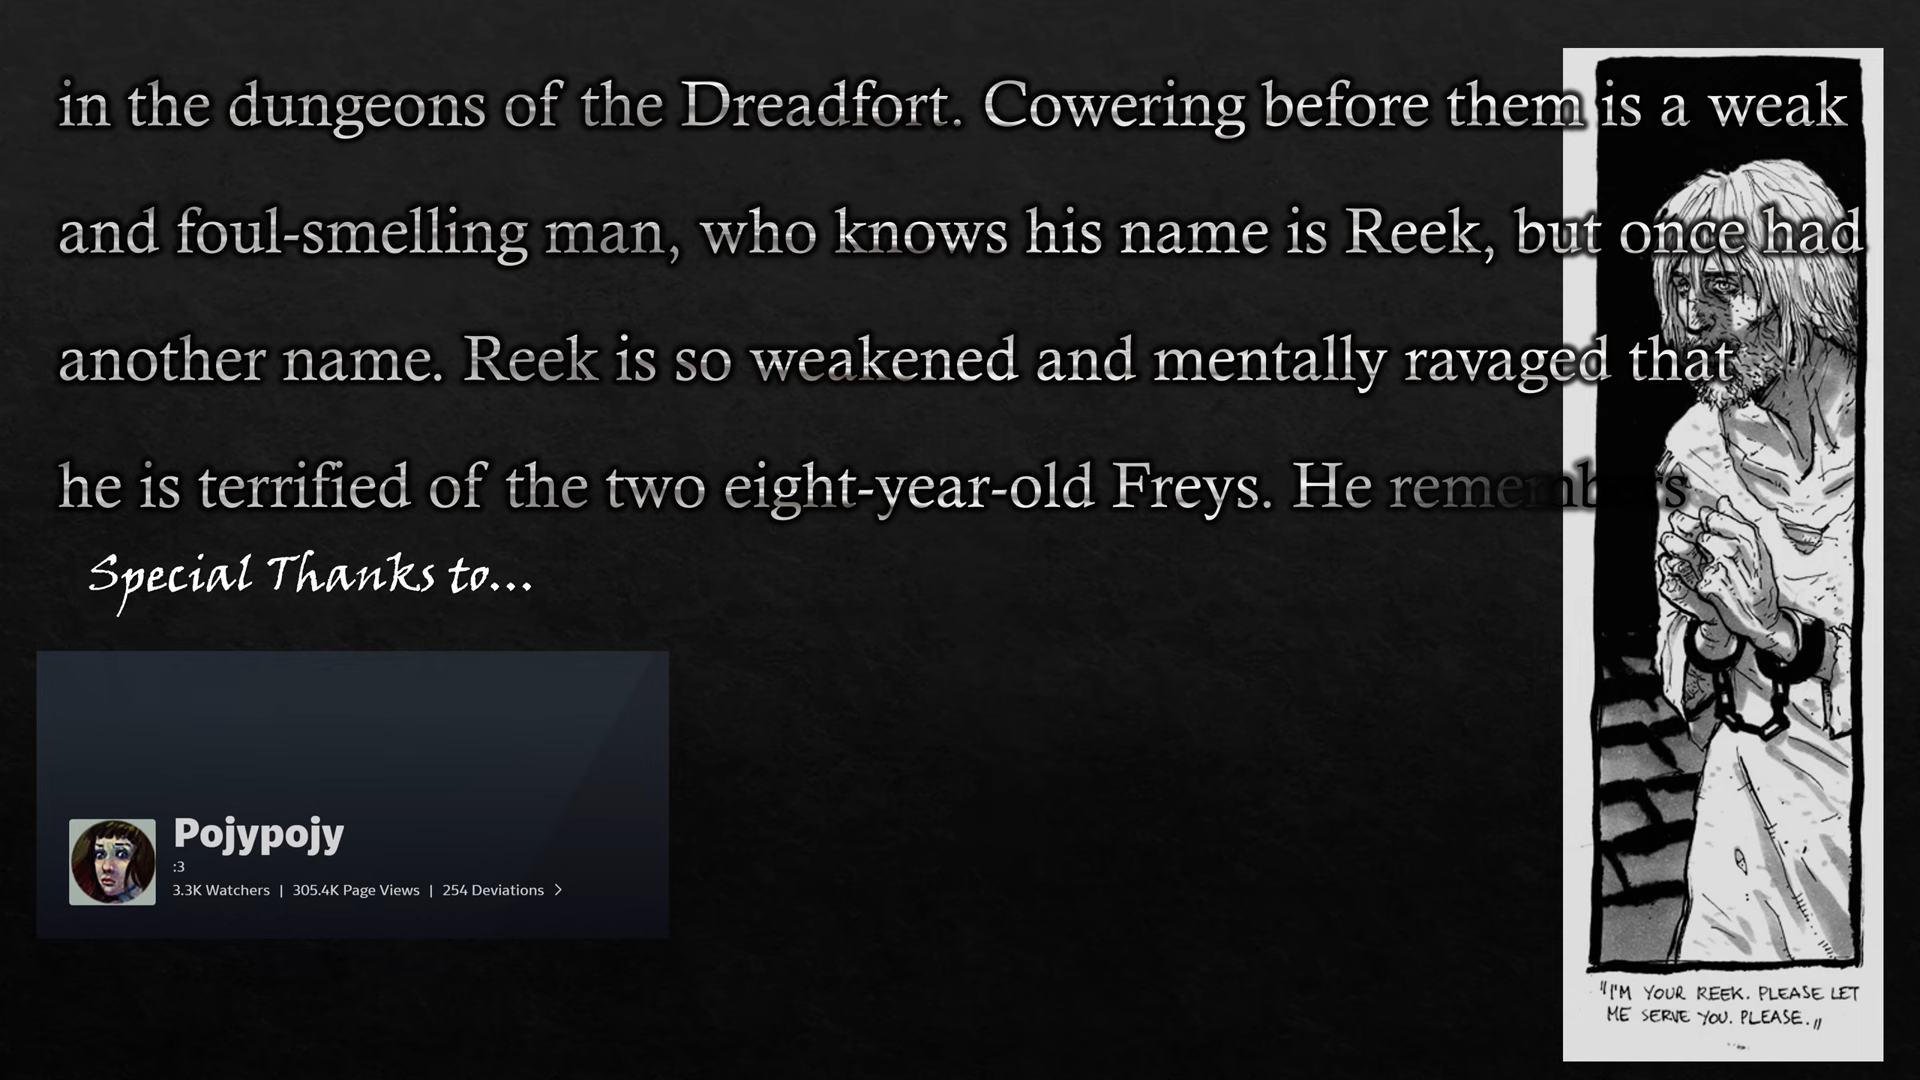 in the dungeons of the Dreadfort. Cowering before them is a weak
and foul-smelling man, who knows his name is Reek, but once had
another name. Reek is so weakened and mentally ravaged that
he is terrified of the two eight-year-old Freys. He remembers
Special Thanks to...
Pojypojy
:3
3.3K Watchers | 305.4K Page Views | 254 Deviations >
"I'M YOUR REEK. PLEASE LET
ME SERVE YOU. PLEASE."